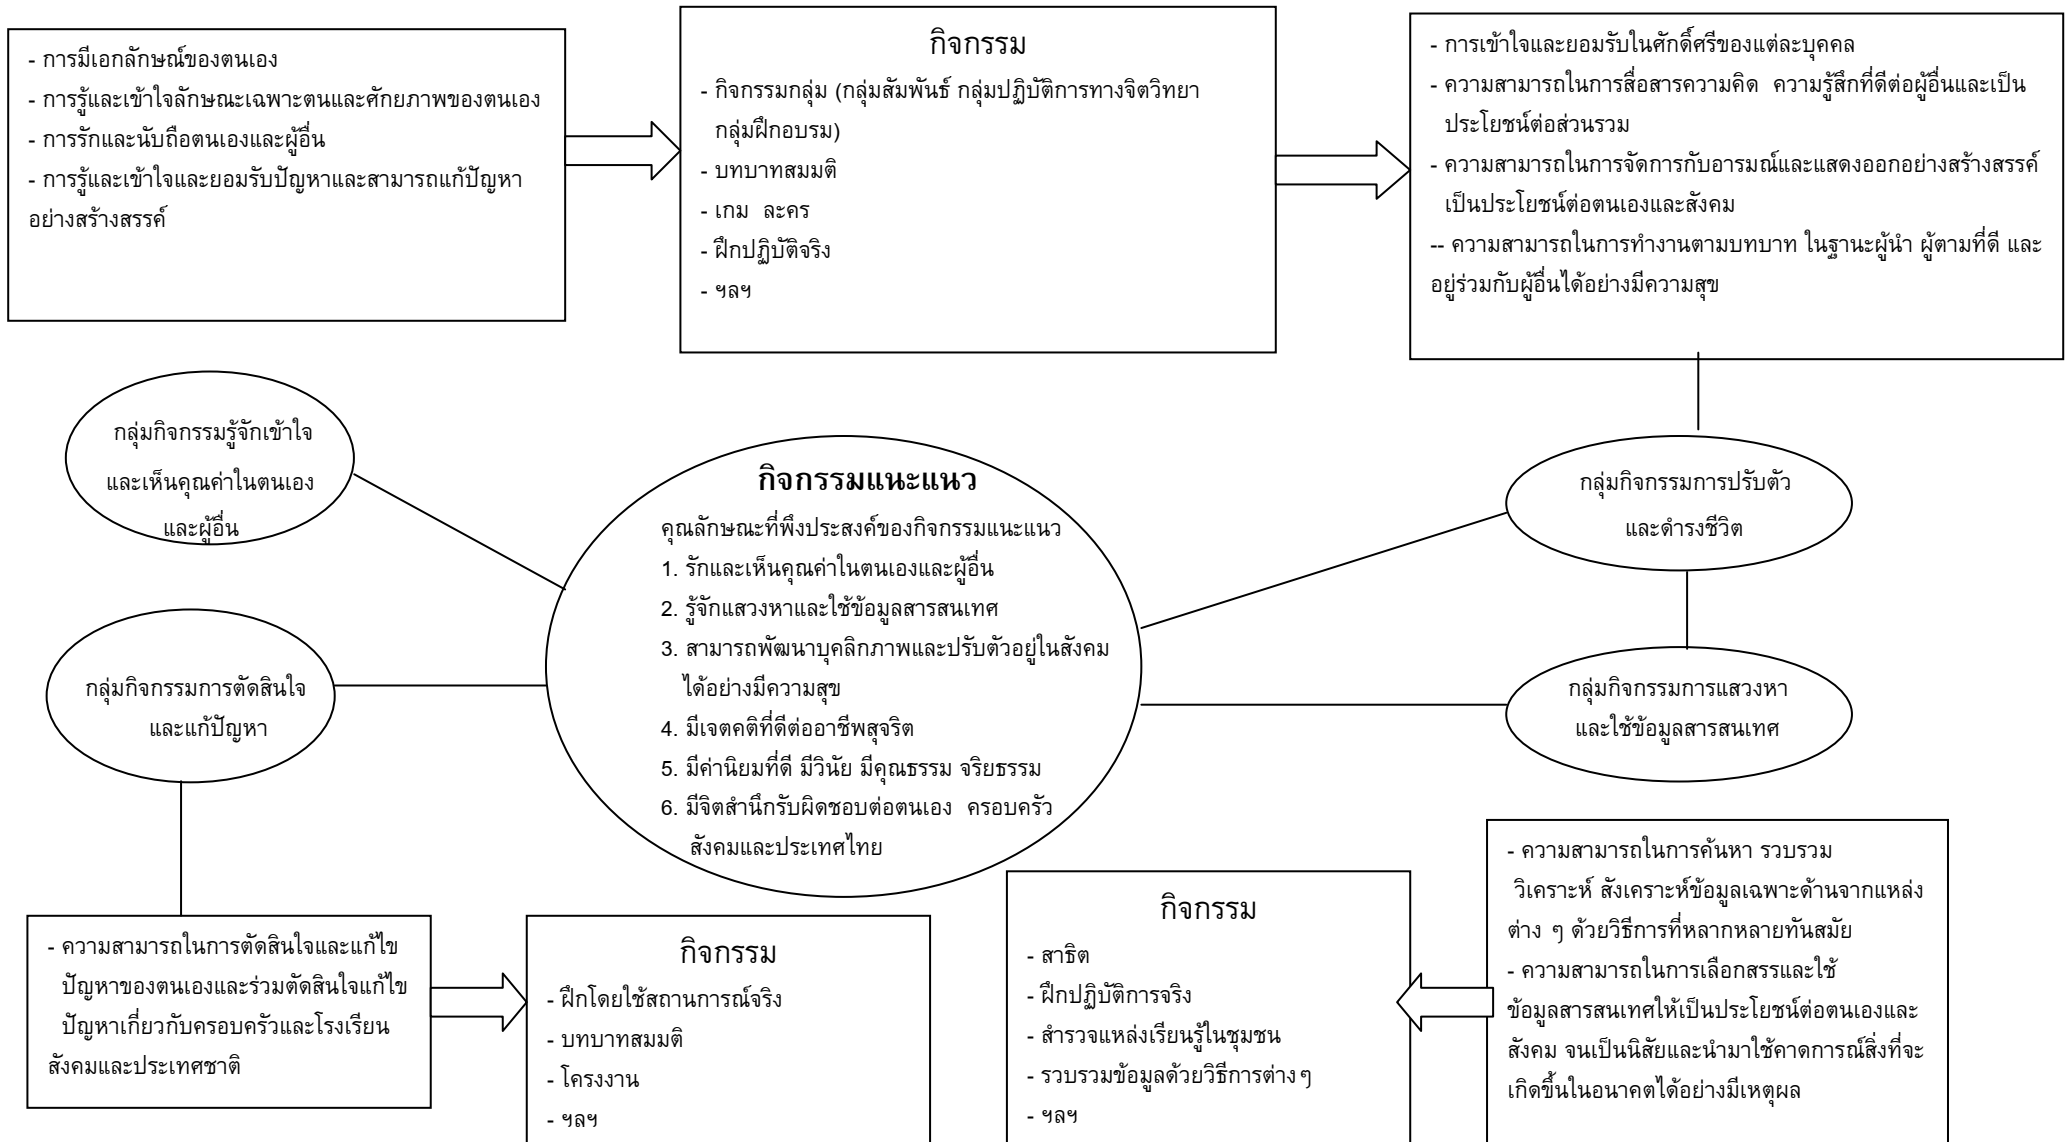 - การมีเอกลักษณ์ของตนเอง
- การรู้และเข้าใจลักษณะเฉพาะตนและศักยภาพของตนเอง
- การรักและนับถือตนเองและผู้อื่น
- การรู้และเข้าใจและยอมรับปัญหาและสามารถแก้ปัญหา
อย่างสร้างสรรค์
กิจกรรม
- กิจกรรมกลุ่ม (กลุ่มสัมพันธ์ กลุ่มปฏิบัติการทางจิตวิทยา
กลุ่มฝึกอบรม)
- บทบาทสมมติ
- เกม ละคร
- ฝึกปฏิบัติจริง
- ฯลฯ
- การเข้าใจและยอมรับในศักดิ์ศรีของแต่ละบุคคล
- ความสามารถในการสื่อสารความคิด ความรู้สึกที่ดีต่อผู้อื่นและเป็น
ประโยชน์ต่อส่วนรวม
- ความสามารถในการจัดการกับอารมณ์และแสดงออกอย่างสร้างสรรค์
เป็นประโยชน์ต่อตนเองและสังคม
-- ความสามารถในการทำงานตามบทบาท ในฐานะผู้นำ ผู้ตามที่ดี และ
อยู่ร่วมกับผู้อื่นได้อย่างมีความสุข
กลุ่มกิจกรรมรู้จักเข้าใจ
และเห็นคุณค่าในตนเอง
และผู้อื่น
กิจกรรมแหะแหว
คุณลักษณะที่พึงประสงค์ของกิจกรรมแนะแนว
1. รักและเห็นคุณค่าในตนเองและผู้อื่น
2. รู้จักแสวงหาและใช้ข้อมูลสารสนเทศ
3. สามารถพัฒนาบุคลิกภาพและปรับตัวอยู่ในสังคม
ได้อย่างมีความสุข
4. มีเจตคติที่ดีต่ออาชีพสุจริต
5. มีค่านิยมที่ดี มีวินัย มีคุณธรรม จริยธรรม
6. มีจิตสำนึกรับผิดชอบต่อตนเอง ครอบครัว
สังคมและประเทศไทย
กลุ่มกิจกรรมการปรับตัว
และดำรงชีวิต
กลุ่มกิจกรรมการตัดสินใจ
และแก้ปัญหา
กลุ่มกิจกรรมการแสวงหา
และใช้ข้อมูลสารสนเทศ
- ความสามารถในการตัดสินใจและแก้ไข
ปัญหาของตนเองและร่วมตัดสินใจแก้ไข
ปัญหาเกี่ยวกับครอบครัวและโรงเรียน
สังคมและประเทศชาติ
กิจกรรม
- ฝึกโดยใช้สถานการณ์จริง
- บทบาทสมมติ
- โครงงาน
- ฯลฯ
กิจกรรม
- สาธิต
- ฝึกปฏิบัติการจริง
- สำรวจแหล่งเรียนรู้ในชุมชน
- รวบรวมข้อมูลด้วยวิธีการต่างๆ
- ฯลฯ
- ความสามารถในการค้นหา รวบรวม
วิเคราะห์ สังเคราะห์ข้อมูลเฉพาะด้านจากแหล่ง
ต่าง ๆ ด้วยวิธีการที่หลากหลายทันสมัย
- ความสามารถในการเลือกสรรและใช้
ข้อมูลสารสนเทศให้เป็นประโยชน์ต่อตนเองและ
สังคม จนเป็นนิสัยและนำมาใช้คาดการณ์สิ่งที่จะ
เกิดขึ้นในอนาคตได้อย่างมีเหตุผล